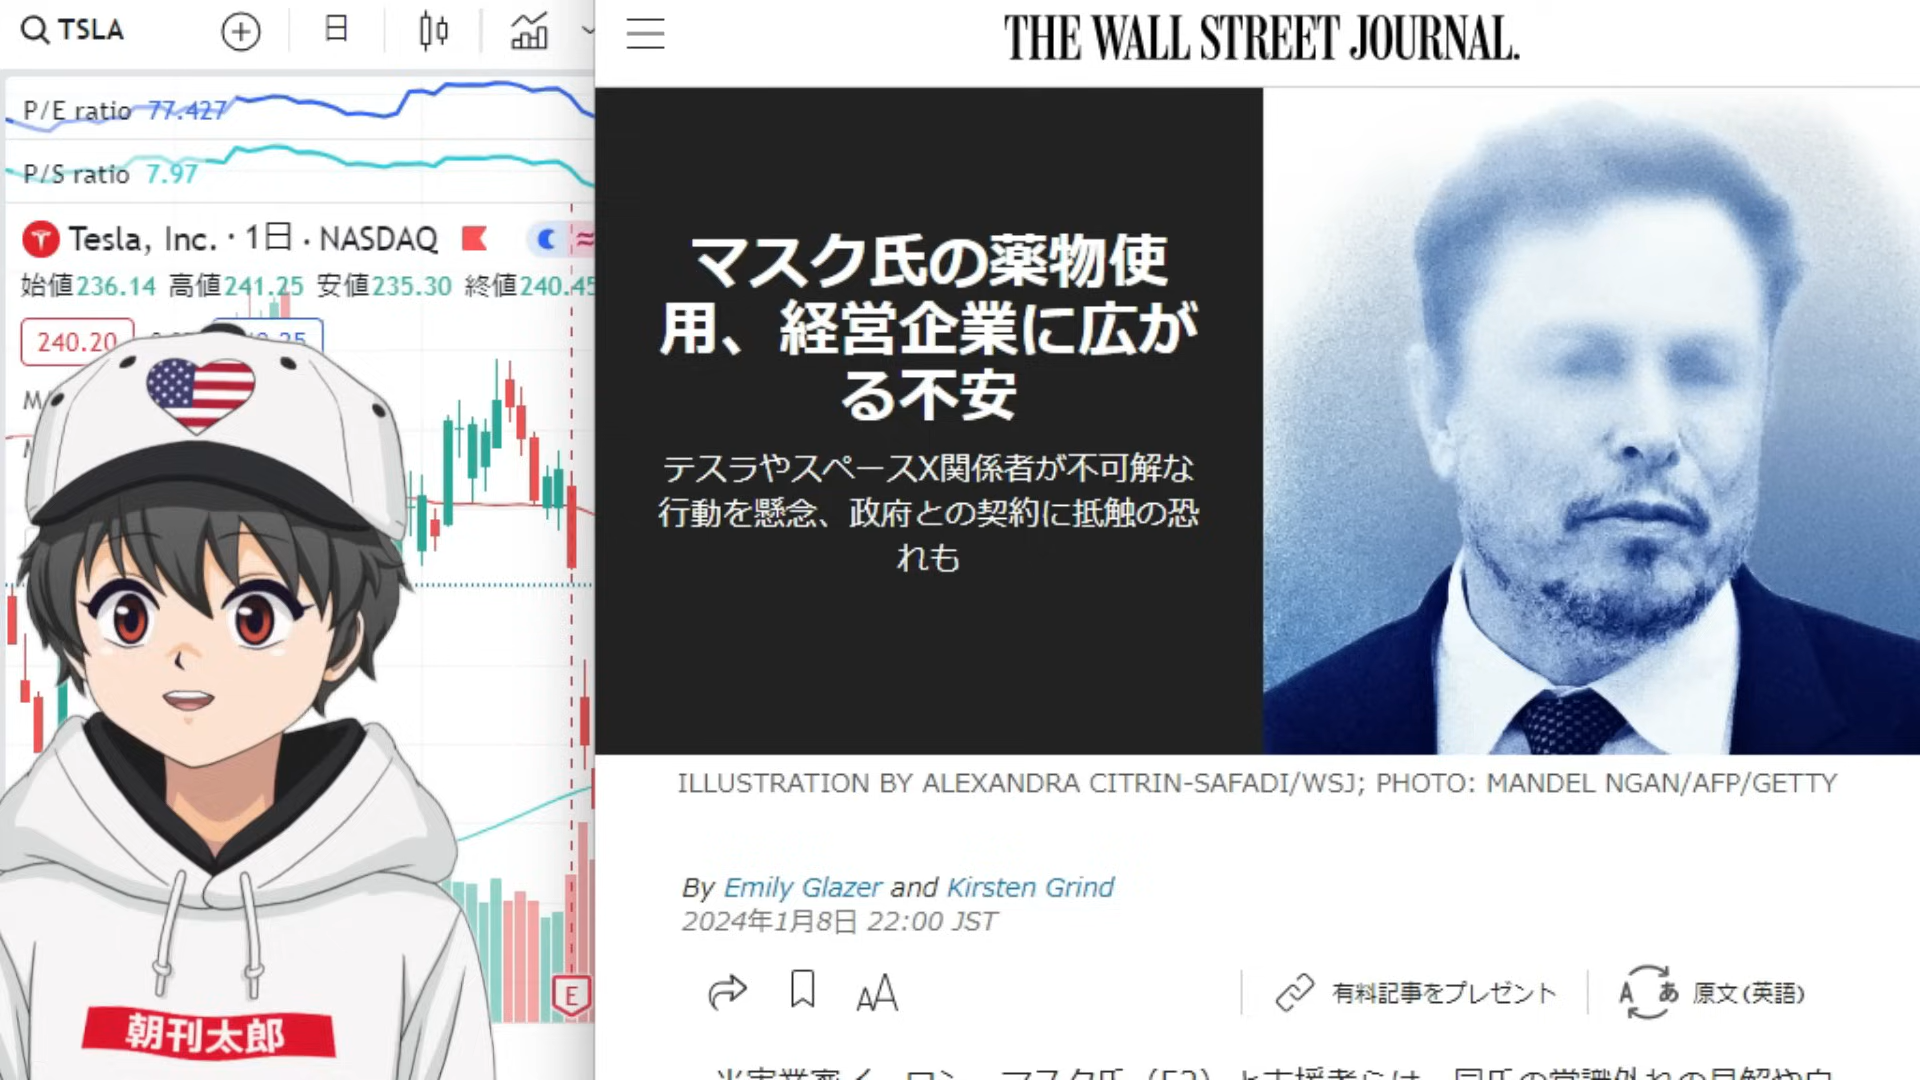 TSLA
日
P/E ratio 77.427
P/S ratio 7.97
Tesla, Inc. · 1日 · NASDAQ
始値236.14 高値241.25 安値235.30 終値240.45
240.20
E
朝刊太郎
THE WALL STREET JOURNAL.
マスク氏の薬物使
用、経営企業に広が
る不安
テスラやスペースX関係者が不可解な
行動を懸念、政府との契約に抵触の恐
れも
ILLUSTRATION BY ALEXANDRA CITRIN-SAFADI/WSJ; PHOTO: MANDEL NGAN/AFP/GETTY
By Emily Glazer and Kirsten Grind
2024年1月8日 22:00 JST
AA
有料記事をプレゼント
A あ 原文(英語)